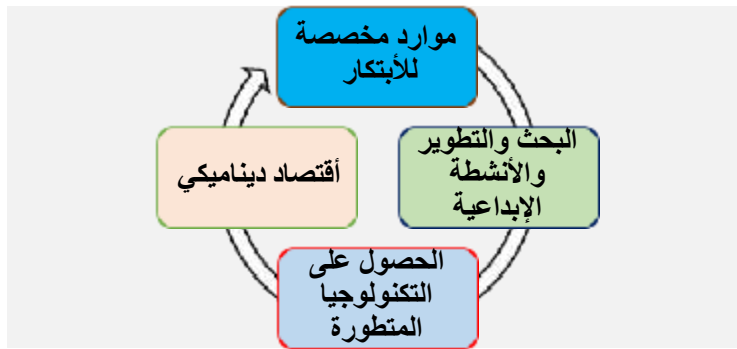 موارد مخصصة
للأبتكار
البحث والتطوير
والأنشطة
الإبداعية
أقتصاد ديناميكي
الحصول على
التكنولوجيا
المتطورة